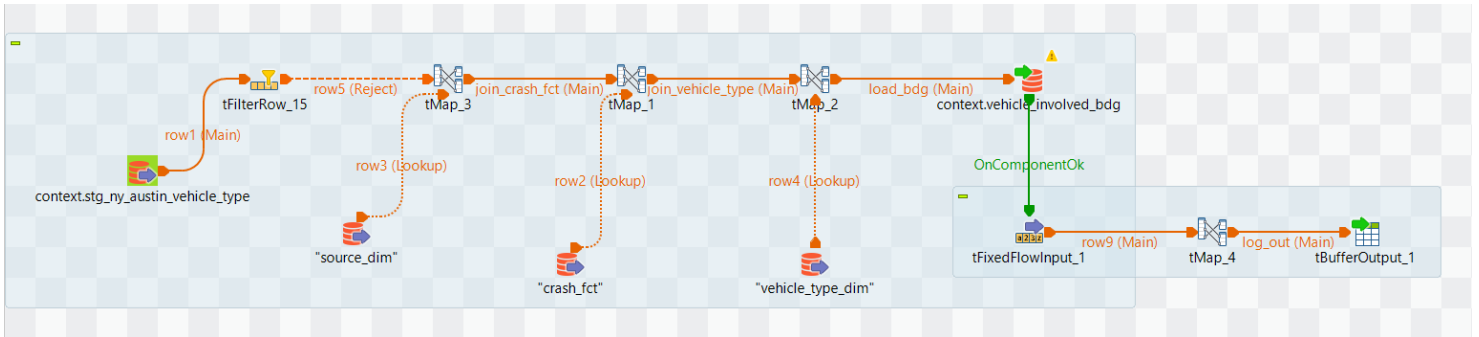 row5 (Reject)
join_crash_fct (Main)
join_vehicle_type (Main)
load_bdg (Main)
tFilterRow_15
tMap_3
tMap_1
tMap_2
context.vehicle_involved_bdg
row1 (Main)
row3 (Lookup)
row2 (Lookup)
row4 (Lookup)
OnComponentOk
context.stg_ny_austin_vehicle_type
row9 (Main)
log_out (Main)
"source_dim"
tFixedFlowInput_1
tMap_4
tBufferOutput_1
"crash_fct"
"vehicle_type_dim"